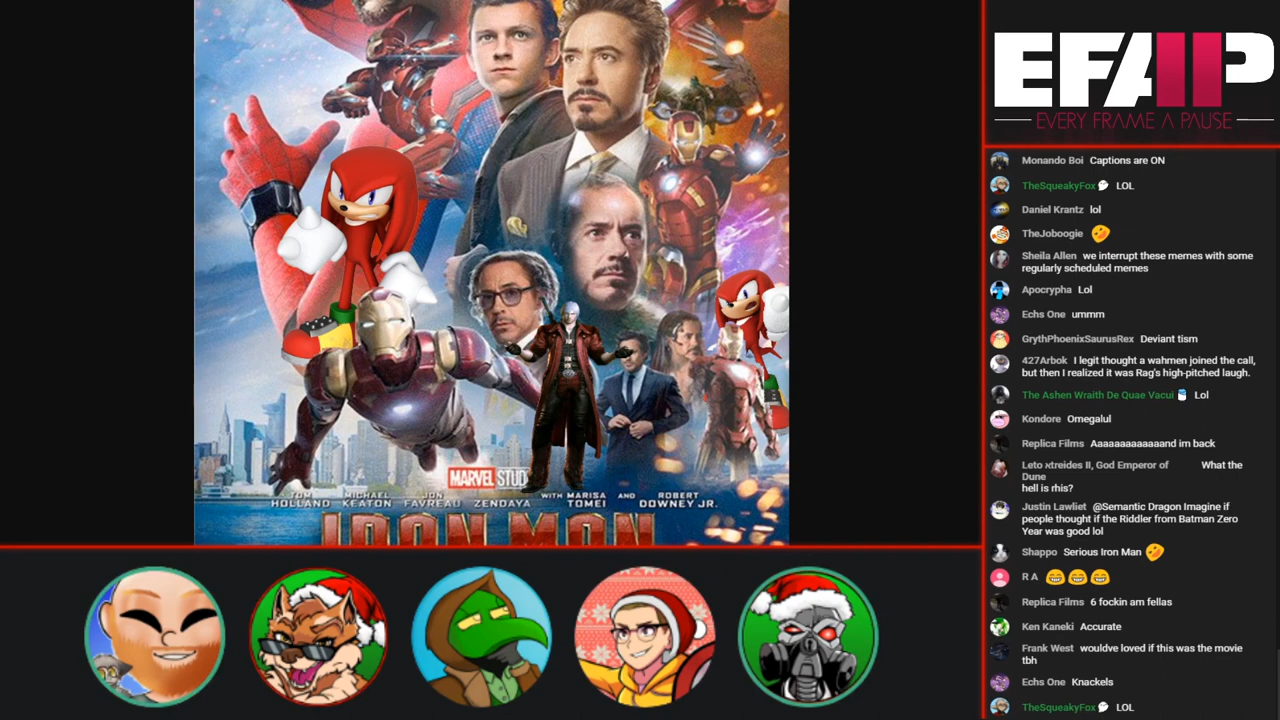 MARVEL STUD
TOM HOLLAND MICHAEL KEATON JON FAVREAU ZENDAYA WITH MARISA TOMEI AND ROBERT DOWNEY JR.
IRON MAN
EFAP
EVERY FRAME A PAUSE
Monando Boi Captions are ON
TheSqueakyFox LOL
Daniel Krantz lol
TheJoboogie
Sheila Allen we interrupt these memes with some
regularly scheduled memes
Apocrypha Lol
Echs One ummm
GrythPhoenixSaurusRex Deviant tism
427Arbok I legit thought a wahmen joined the call,
but then I realized it was Rag's high-pitched laugh.
The Ashen Wraith De Quae Vacui Lol
Kondore Omegalul
Replica Films Aaaaaaaaaaaaand im back
Leto Atreides II, God Emperor of What the
Dune
hell is rhis?
Justin Lawliet @Semantic Dragon Imagine if
people thought if the Riddler from Batman Zero
Year was good lol
Shappo Serious Iron Man
R A
Replica Films 6 fockin am fellas
Ken Kaneki Accurate
Frank West wouldve loved if this was the movie
tbh
Echs One Knackels
TheSqueakyFox LOL